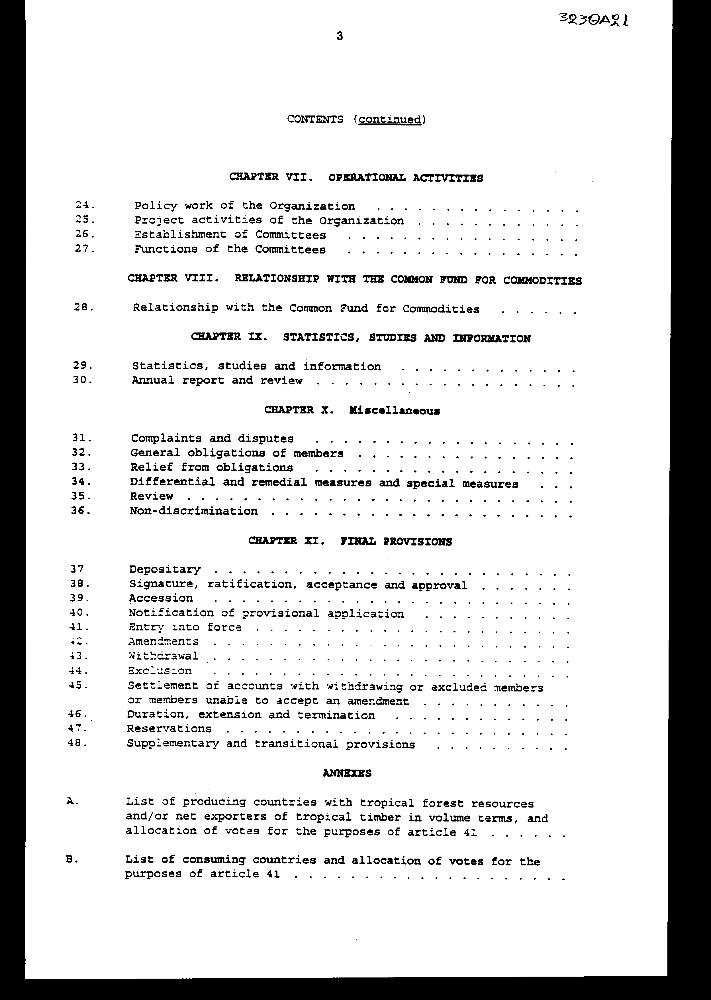 3230A21
3
CONTENTS (continued)
CHAPTER VII. OPERATIONAL ACTIVITIES
24. Policy work of the Organization . . . . . . . . . . . . . . .
25. Project activities of the Organization . . . . . . . . . . . .
26. Establishment of Committees . . . . . . . . . . . . . . . . .
27. Functions of the Committees . . . . . . . . . . . . . . . . .
CHAPTER VIII. RELATIONSHIP WITH THE COMMON FUND FOR COMMODITIES
28. Relationship with the Common Fund for Commodities . . . . . .
CHAPTER IX. STATISTICS, STUDIES AND INFORMATION
29. Statistics, studies and information . . . . . . . . . . . . .
30. Annual report and review . . . . . . . . . . . . . . . . . . .
CHAPTER X. Miscellaneous
31. Complaints and disputes . . . . . . . . . . . . . . . . . . .
32. General obligations of members . . . . . . . . . . . . . . . .
33. Relief from obligations . . . . . . . . . . . . . . . . . . .
34. Differential and remedial measures and special measures . . .
35. Review . . . . . . . . . . . . . . . . . . . . . . . . . . . .
36. Non-discrimination . . . . . . . . . . . . . . . . . . . . . .
CHAPTER XI. FINAL PROVISIONS
37 Depositary . . . . . . . . . . . . . . . . . . . . . . . . . .
38. Signature, ratification, acceptance and approval . . . . . . .
39. Accession . . . . . . . . . . . . . . . . . . . . . . . . . .
40. Notification of provisional application . . . . . . . . . . .
41. Entry into force . . . . . . . . . . . . . . . . . . . . . . .
42. Amendments . . . . . . . . . . . . . . . . . . . . . . . . . .
43. Withdrawal . . . . . . . . . . . . . . . . . . . . . . . . . .
44. Exclusion . . . . . . . . . . . . . . . . . . . . . . . . . .
45. Settlement of accounts with withdrawing or excluded members
or members unable to accept an amendment . . . . . . . . . . .
46. Duration, extension and termination . . . . . . . . . . . . .
47. Reservations . . . . . . . . . . . . . . . . . . . . . . . . .
48. Supplementary and transitional provisions . . . . . . . . . .
ANNEXES
A. List of producing countries with tropical forest resources
and/or net exporters of tropical timber in volume terms, and
allocation of votes for the purposes of article 41 . . . . . .
B. List of consuming countries and allocation of votes for the
purposes of article 41 . . . . . . . . . . . . . . . . . . . .